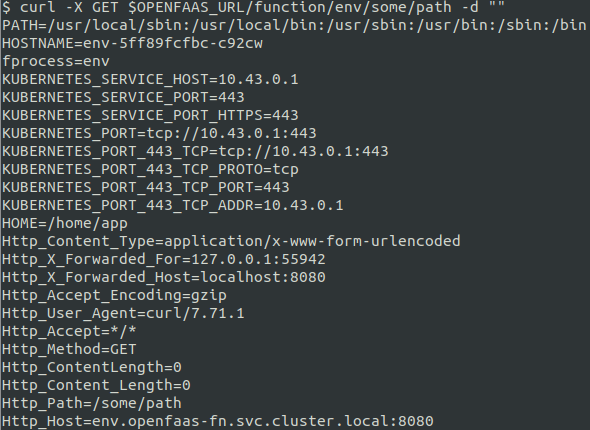 $ curl -X GET $OPENFAAS_URL/function/env/some/path -d ""
PATH=/usr/local/sbin:/usr/local/bin:/usr/sbin:/usr/bin:/sbin:/bin
HOSTNAME=env-5ff89fcfbc-c92cw
fprocess=env
KUBERNETES_SERVICE_HOST=10.43.0.1
KUBERNETES_SERVICE_PORT=443
KUBERNETES_SERVICE_PORT_HTTPS=443
KUBERNETES_PORT=tcp://10.43.0.1:443
KUBERNETES_PORT_443_TCP=tcp://10.43.0.1:443
KUBERNETES_PORT_443_TCP_PROTO=tcp
KUBERNETES_PORT_443_TCP_PORT=443
KUBERNETES_PORT_443_TCP_ADDR=10.43.0.1
HOME=/home/app
Http_Content_Type=application/x-www-form-urlencoded
Http_X_Forwarded_For=127.0.0.1:55942
Http_X_Forwarded_Host=localhost:8080
Http_Accept_Encoding=gzip
Http_User_Agent=curl/7.71.1
Http_Accept=*/*
Http_Method=GET
Http_ContentLength=0
Http_Content_Length=0
Http_Path=/some/path
Http_Host=env.openfaas-fn.svc.cluster.local:8080